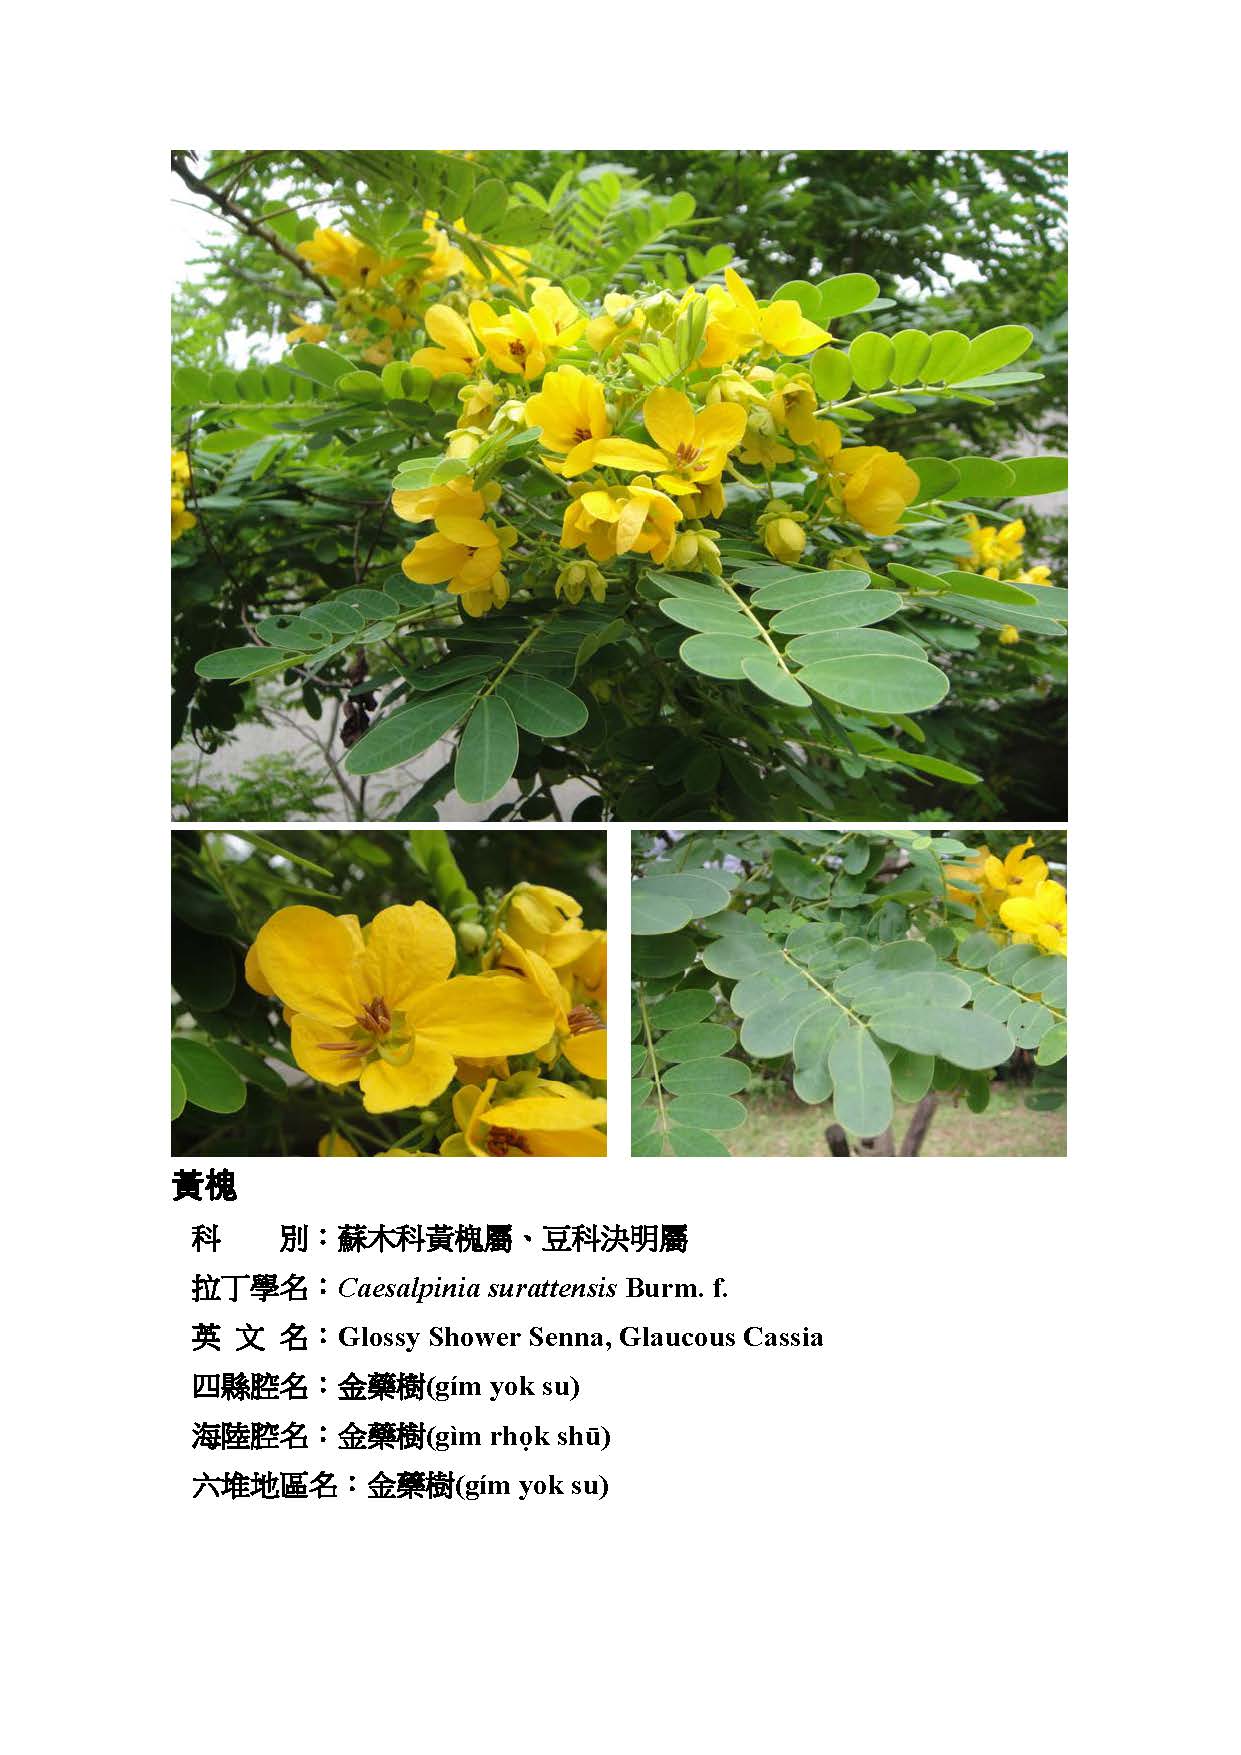 黃槐
科　　別：蘇木科黃槐屬、豆科決明屬
拉丁學名：Caesalpinia surattensis Burm. f.
英 文 名：Glossy Shower Senna, Glaucous Cassia
四縣腔名：金藥樹(gím yok su)
海陸腔名：金藥樹(gìm rhọk shū)
六堆地區名：金藥樹(gím yok su)